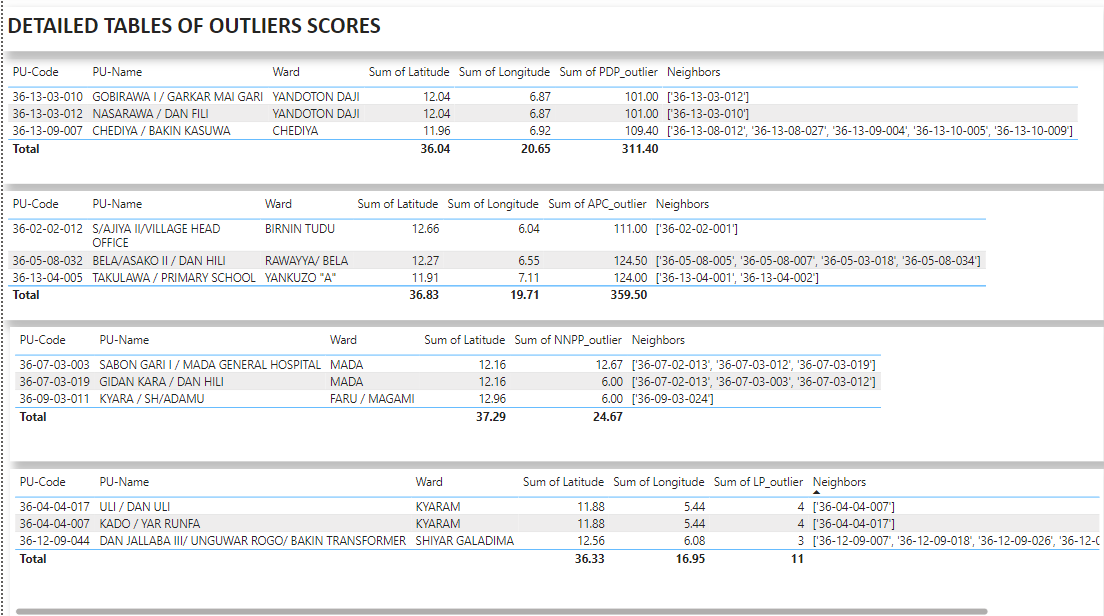 DETAILED TABLES OF OUTLIERS SCORES
PU-Code PU-Name Ward Sum of Latitude Sum of Longitude Sum of PDP_outlier Neighbors
36-13-03-010 GOBIRAWA I / GARKAR MAI GARI YANDOTON DAJI 12.04 6.87 101.00 ['36-13-03-012']
36-13-03-012 NASARAWA / DAN FILI YANDOTON DAJI 12.04 6.87 101.00 ['36-13-03-010']
36-13-09-007 CHEDIYA / BAKIN KASUWA CHEDIYA 11.96 6.92 109.40 ['36-13-08-012', '36-13-08-027', '36-13-09-004', '36-13-10-005', '36-13-10-009']
Total 36.04 20.65 311.40
PU-Code PU-Name Ward Sum of Latitude Sum of Longitude Sum of APC_outlier Neighbors
36-02-02-012 S/AJIYA II/VILLAGE HEAD BIRNIN TUDU 12.66 6.04 111.00 ['36-02-02-001']
OFFICE
36-05-08-032 BELA/ASAKO II / DAN HILI RAWAYYA/ BELA 12.27 6.55 124.50 ['36-05-08-005', '36-05-08-007', '36-05-03-018', '36-05-08-034']
36-13-04-005 TAKULAWA / PRIMARY SCHOOL YANKUZO "A" 11.91 7.11 124.00 ['36-13-04-001', '36-13-04-002']
Total 36.83 19.71 359.50
PU-Code PU-Name Ward Sum of Latitude Sum of NNPP_outlier Neighbors
36-07-03-003 SABON GARI I / MADA GENERAL HOSPITAL MADA 12.16 12.67 ['36-07-02-013', '36-07-03-012', '36-07-03-019']
36-07-03-019 GIDAN KARA / DAN HILI MADA 12.16 6.00 ['36-07-02-013', '36-07-03-003', '36-07-03-012']
36-09-03-011 KYARA / SH/ADAMU FARU / MAGAMI 12.96 6.00 ['36-09-03-024']
Total 37.29 24.67
PU-Code PU-Name Ward Sum of Latitude Sum of Longitude Sum of LP_outlier Neighbors
36-04-04-017 ULI / DAN ULI KYARAM 11.88 5.44 4 ['36-04-04-007']
36-04-04-007 KADO / YAR RUNFA KYARAM 11.88 5.44 4 ['36-04-04-017']
36-12-09-044 DAN JALLABA III/ UNGUWAR ROGO/ BAKIN TRANSFORMER SHIYAR GALADIMA 12.56 6.08 3 ['36-12-09-007', '36-12-09-018', '36-12-09-026', '36-12-0
Total 36.33 16.95 11